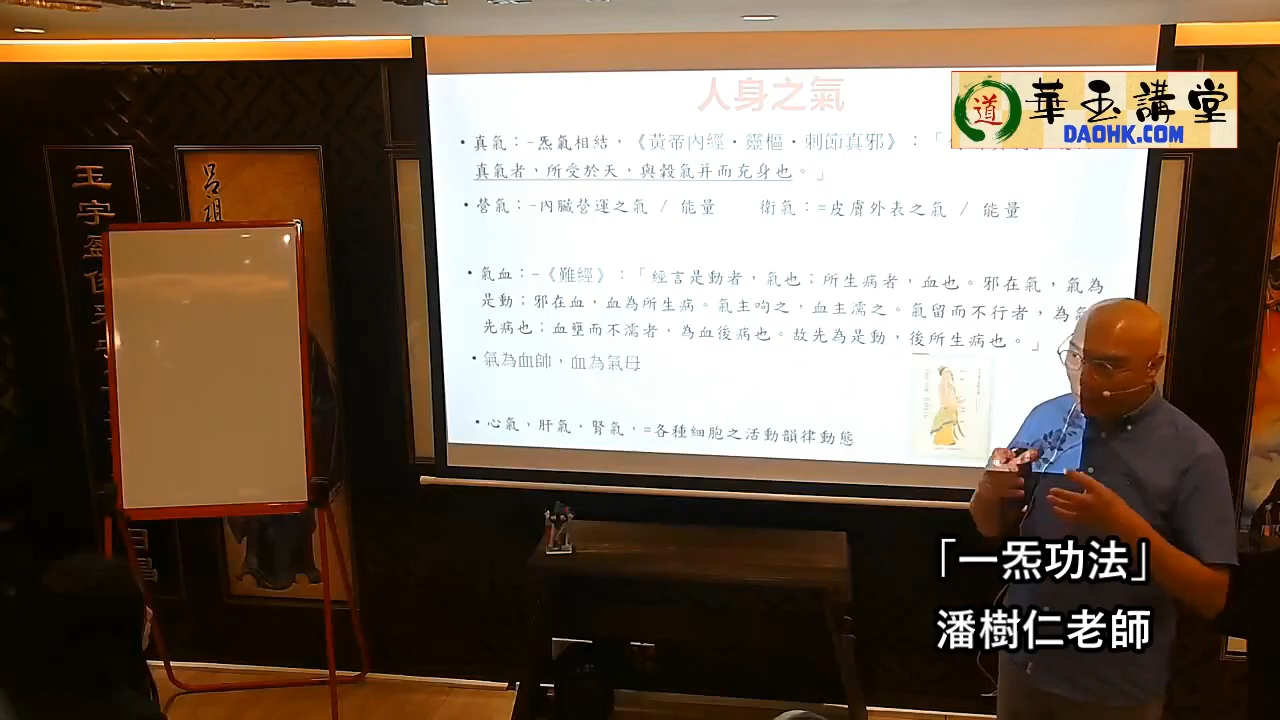 人身之氣
道
華玉講堂
DAOHK.COM
• 真氣：-炁氣相結，《黃帝內經‧靈樞‧刺節真邪》：「
真氣者，所受於天，與穀氣并而充身也。」
• 營氣：-內臟營運之氣 / 能量 衛氣：=皮膚外表之氣 / 能量
• 氣血：-《難經》：「經言是動者，氣也；所生病者，血也。邪在氣，氣為
是動；邪在血，血為所生病。氣主呴之、血主濡之。氣留而不行者，為氣
先病也；血壅而不濡者，為血後病也。故先為是動，後所生病也。」
• 氣為血帥，血為氣母
• 心氣、肝氣、腎氣，=各種細胞之活動韻律動態
玉宇
呂祖
「一炁功法」
潘樹仁老師